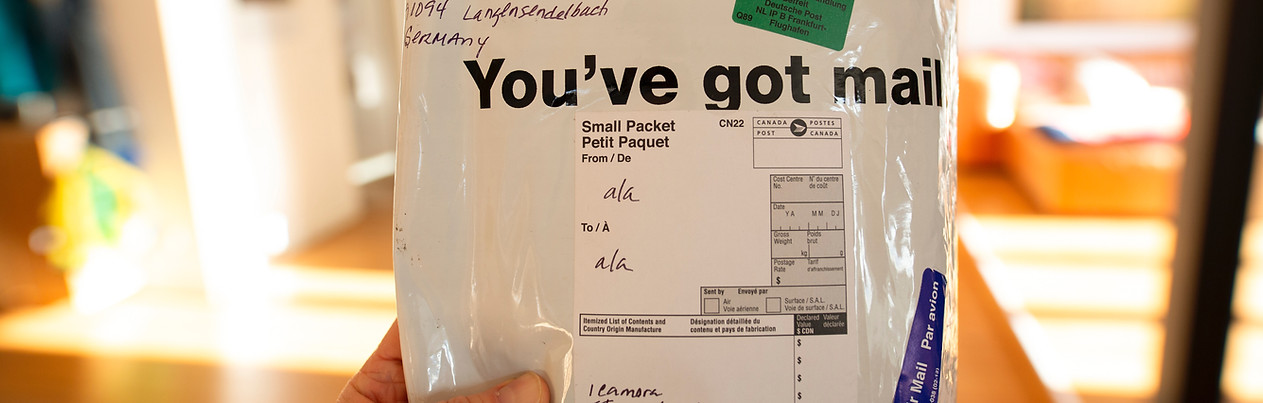 91094 Langensendelbach
GERMANY
Deutsche Post
NL IP B Frankfurt-
Flughafen
Q89
You've got mail
Small Packet
Petit Paquet
CN22
From / De
CANADA POSTES
POST CANADA
ala
To / À
ala
Cost Centre No.
N° du centre de coût
Date
Y A M M D J
Gross Weight
Poids brut
kg g
Postage Rate
Tarif d'affranchissement
$
Sent by Envoyé par
Air
Voie aérienne
Surface / S.A.L.
Voie de surface / S.A.L.
Itemized List of Contents and
Country Origin Manufacture
Désignation détaillée du
contenu et pays de fabrication
Declared Value
Valeur déclarée
$ CDN
$
$
$
$
1 camora
r Mail Par avion